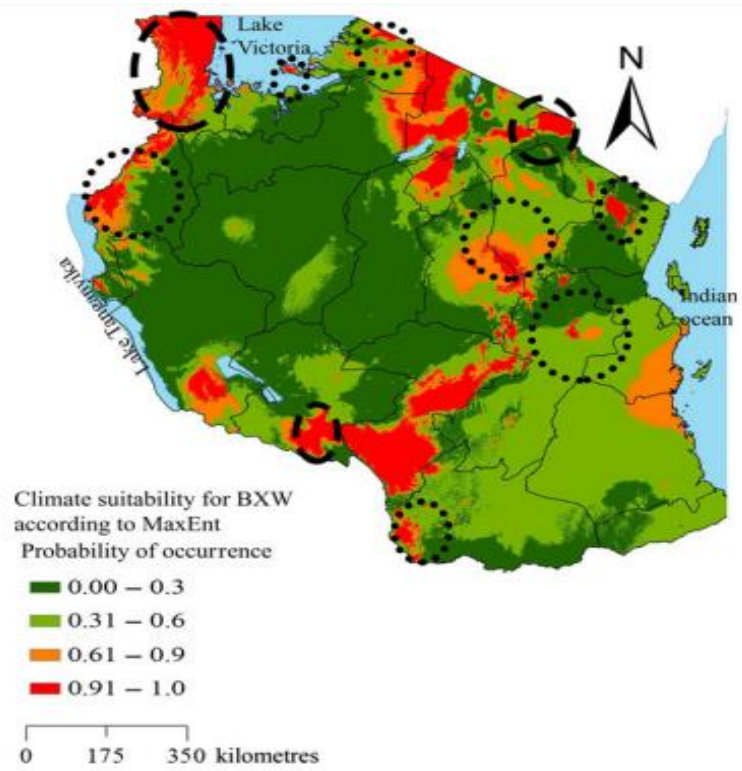 Lake
Victoria
N
Lake Tanganyika
Indian
ocean
Climate suitability for BXW
according to MaxEnt
Probability of occurrence
0.00 – 0.3
0.31 – 0.6
0.61 – 0.9
0.91 – 1.0
0 175 350 kilometres